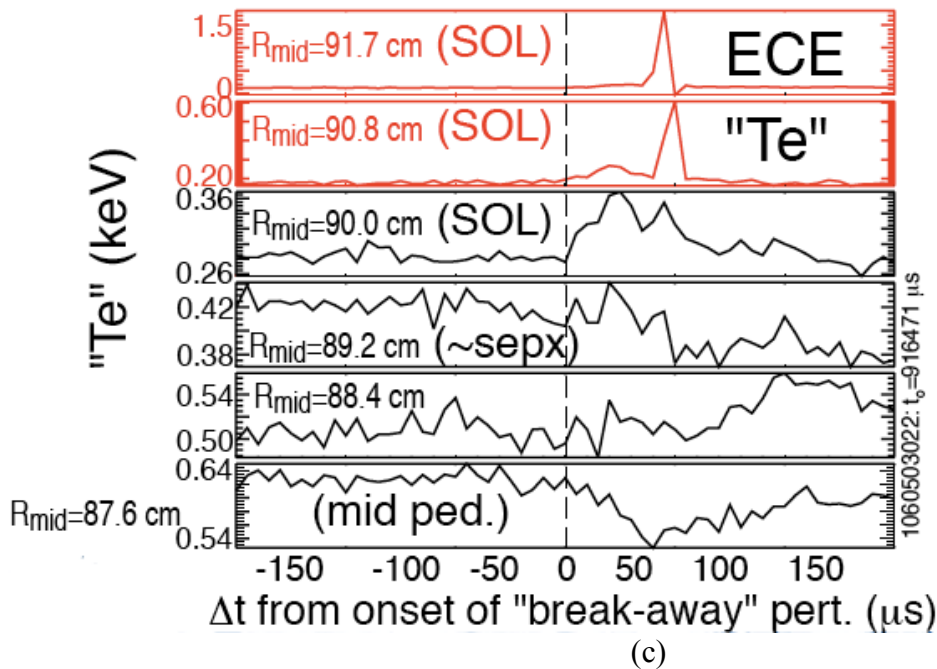 1.5
R_mid=91.7 cm (SOL) ECE
0
0.60
R_mid=90.8 cm (SOL) "Te"
0.20
0.36
R_mid=90.0 cm (SOL)
0.26
0.42
R_mid=89.2 cm (~sepx)
0.38
R_mid=88.4 cm
0.54
0.50
0.64
R_mid=87.6 cm (mid ped.)
0.54
"Te" (keV)
1060503022: t_o=916471 μs
-150 -100 -50 0 50 100 150
Δt from onset of "break-away" pert. (μs)
(c)